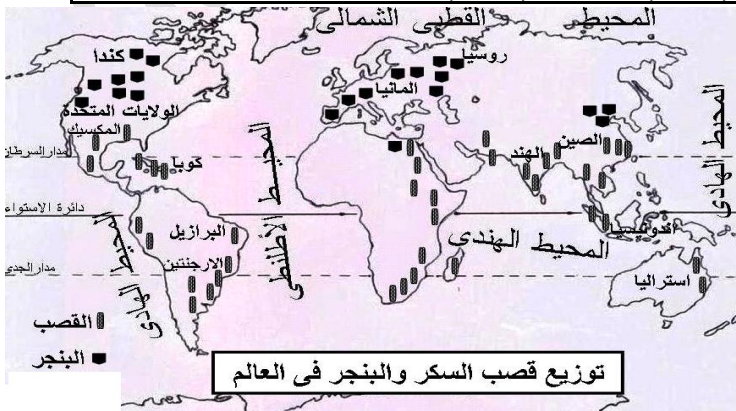 المحيط القطبى الشمالى
كندا
روسيا
المانيا
الولايات المتحدة
المكسيك
المحيط الهادى
المحيط الأطلنطى
مدار السرطان
كوبا
الهند
الصين
دائرة الاستواء
المحيط الهادى
البرازيل
المحيط الهندى
اندونيسيا
مدار الجدى
الارجنتين
استراليا
القصب
البنجر
توزيع قصب السكر والبنجر فى العالم